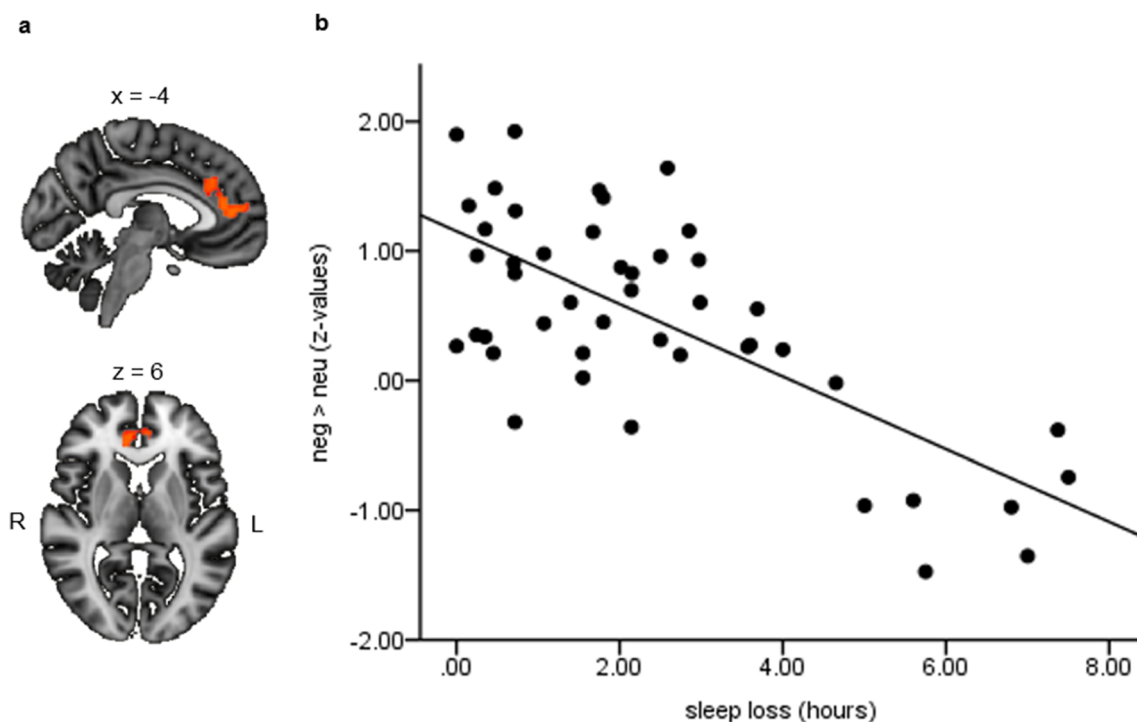 a
x = -4
z = 6
R
L
b
neg > neu (z-values)
2.00
1.00
.00
-1.00
-2.00
.00
2.00
4.00
6.00
8.00
sleep loss (hours)